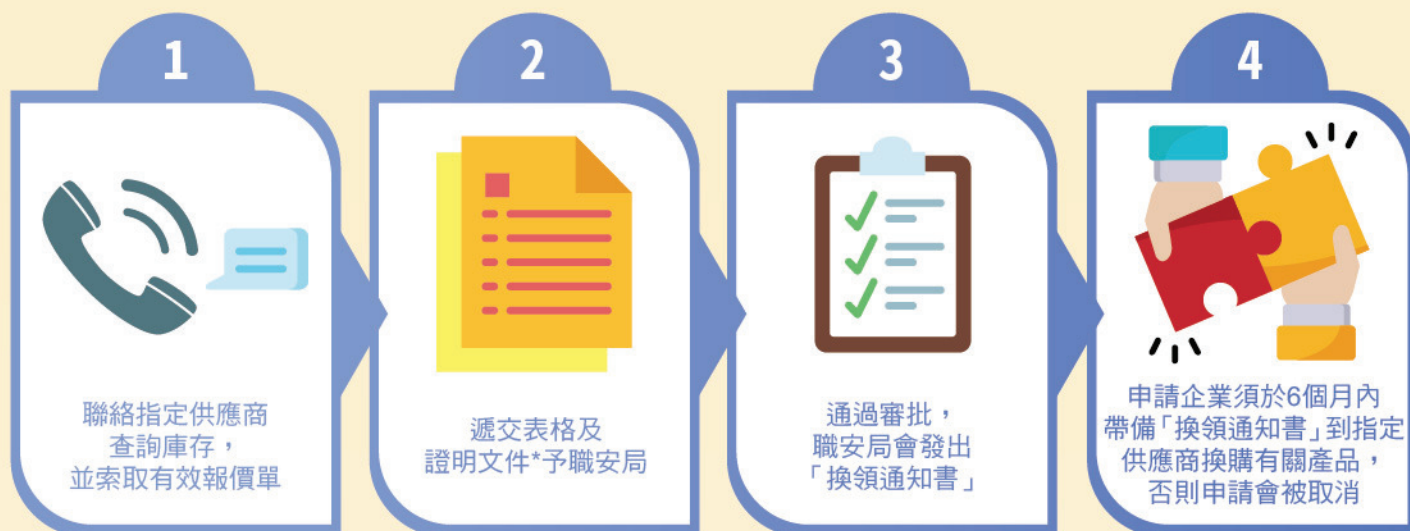 1
聯絡指定供應商
查詢庫存，
並索取有效報價單
2
遞交表格及
證明文件*予職安局
3
通過審批，
職安局會發出
「換領通知書」
4
申請企業須於6個月內
帶備「換領通知書」到指定
供應商換購有關產品，
否則申請會被取消